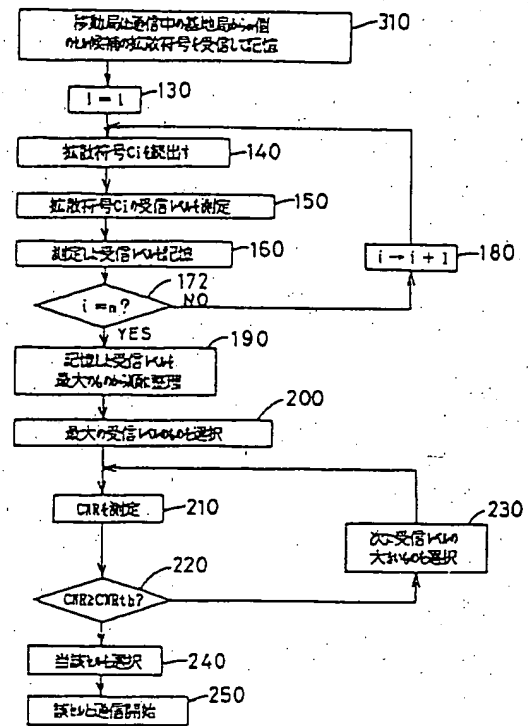 移動局は通信中の基地局からn個
のセル候補の拡散符号を受信して記憶
310
i = 1
130
拡散符号Ciを読出す
140
拡散符号Ciの受信レベルを測定
150
測定した受信レベルを記憶
160
i → i + 1
180
i = n?
172
NO
YES
190
記憶した受信レベルを
最大のものから順に整理
200
最大の受信レベルのものを選択
CNRを測定
210
230
次に受信レベルの
大きいものを選択
220
CNR≥CNRth?
当該セルを選択
240
該セルと通信開始
250